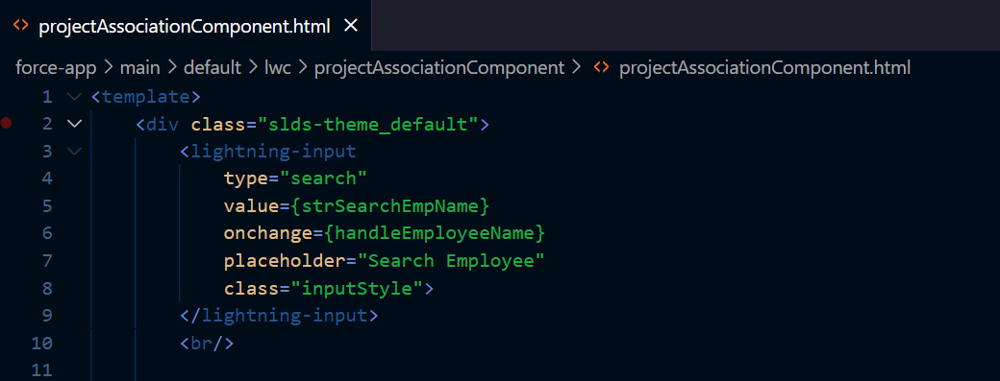 <> projectAssociationComponent.html ×
force-app > main > default > lwc > projectAssociationComponent > <> projectAssociationComponent.html
1 <template>
2 <div class="slds-theme_default">
3 <lightning-input
4 type="search"
5 value={strSearchEmpName}
6 onchange={handleEmployeeName}
7 placeholder="Search Employee"
8 class="inputStyle">
9 </lightning-input>
10 <br/>
11